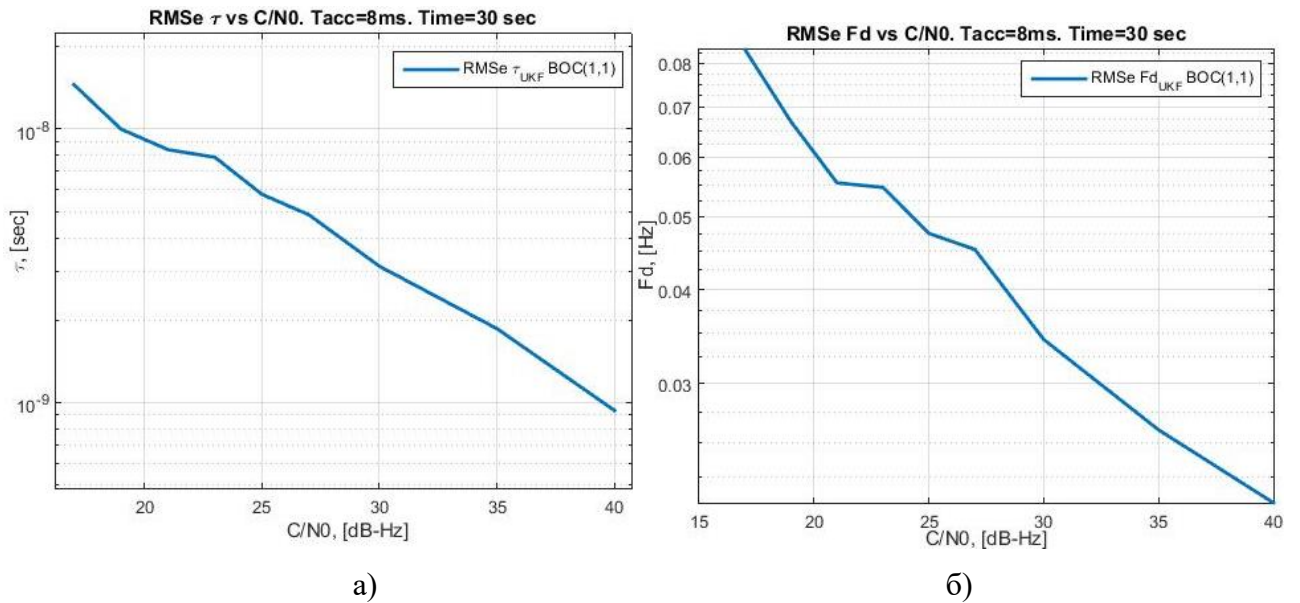 RMSe τ vs C/N0. Tacc=8ms. Time=30 sec
RMSe τUKF BOC(1,1)
10-8
10-9
τ, [sec]
20
25
30
35
40
C/N0, [dB-Hz]
а)
RMSe Fd vs C/N0. Tacc=8ms. Time=30 sec
RMSe FdUKF BOC(1,1)
0.08
0.07
0.06
0.05
0.04
0.03
Fd, [Hz]
15
20
25
30
35
40
C/N0, [dB-Hz]
б)